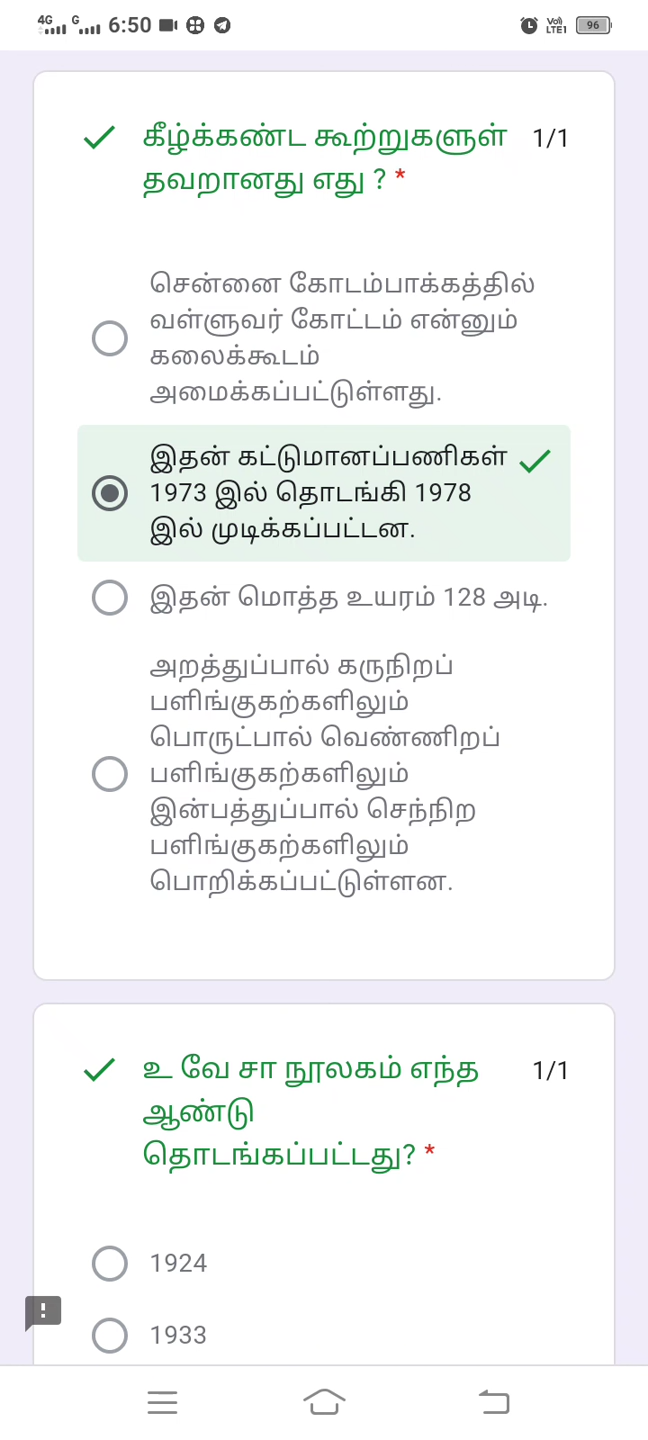 4G G 6:50 Vo) LTE1 96
கீழ்க்கண்ட கூற்றுகளுள் 1/1
தவறானது எது ? *
சென்னை கோடம்பாக்கத்தில்
வள்ளுவர் கோட்டம் என்னும்
கலைக்கூடம்
அமைக்கப்பட்டுள்ளது.
இதன் கட்டுமானப்பணிகள்
1973 இல் தொடங்கி 1978
இல் முடிக்கப்பட்டன.
இதன் மொத்த உயரம் 128 அடி.
அறத்துப்பால் கருநிறப்
பளிங்குகற்களிலும்
பொருட்பால் வெண்ணிறப்
பளிங்குகற்களிலும்
இன்பத்துப்பால் செந்நிற
பளிங்குகற்களிலும்
பொறிக்கப்பட்டுள்ளன.
உ வே சா நூலகம் எந்த 1/1
ஆண்டு
தொடங்கப்பட்டது? *
1924
1933